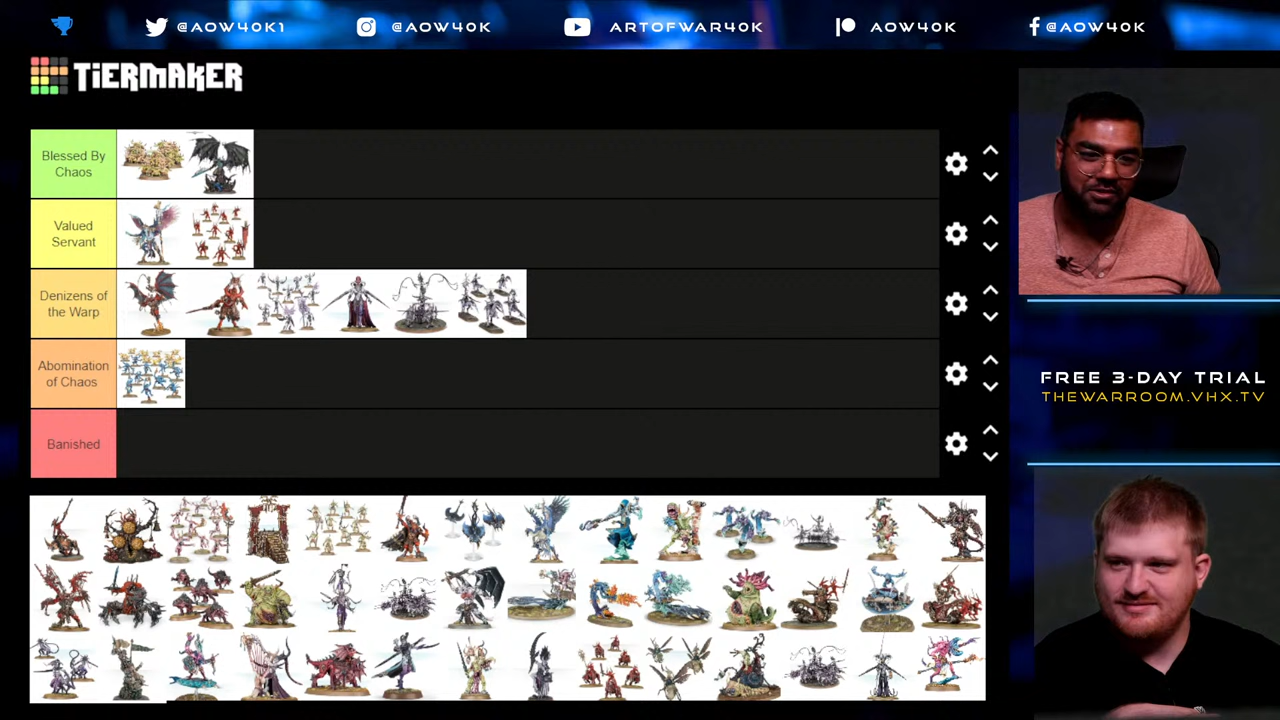 @AOW40K1 @AOW40K ARTOFWAR40K AOW40K @AOW40K
TiERMAKER
Blessed By
Chaos
Valued
Servant
Denizens of
the Warp
Abomination
of Chaos
Banished
FREE 3-DAY TRIAL
THEWARROOM.VHX.TV